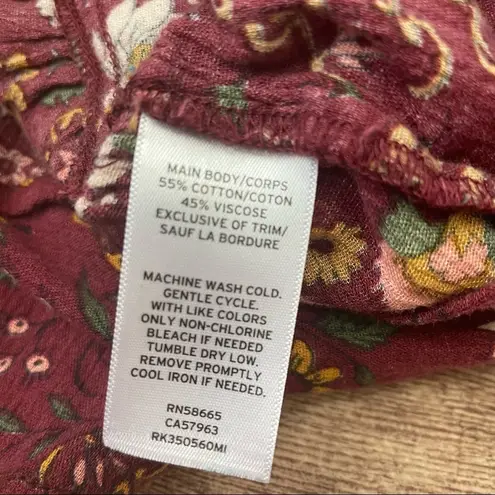 MAIN BODY/CORPS
55% COTTON/COTON
45% VISCOSE
EXCLUSIVE OF TRIM/
SAUF LA BORDURE
MACHINE WASH COLD.
GENTLE CYCLE.
WITH LIKE COLORS
ONLY NON-CHLORINE
BLEACH IF NEEDED
TUMBLE DRY LOW.
REMOVE PROMPTLY
COOL IRON IF NEEDED.
RN58665
CA57963
RK350560MI